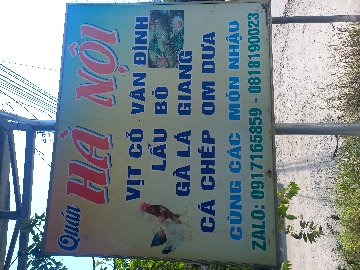 Quán
HÀ NỘI
VỊT CỎ VÂN ĐÌNH
LẨU BÒ
GÀ LÁ GIANG
CÁ CHÉP OM DƯA
CÙNG CÁC MÓN NHẬU
ZALO: 0917166859 - 0818190023